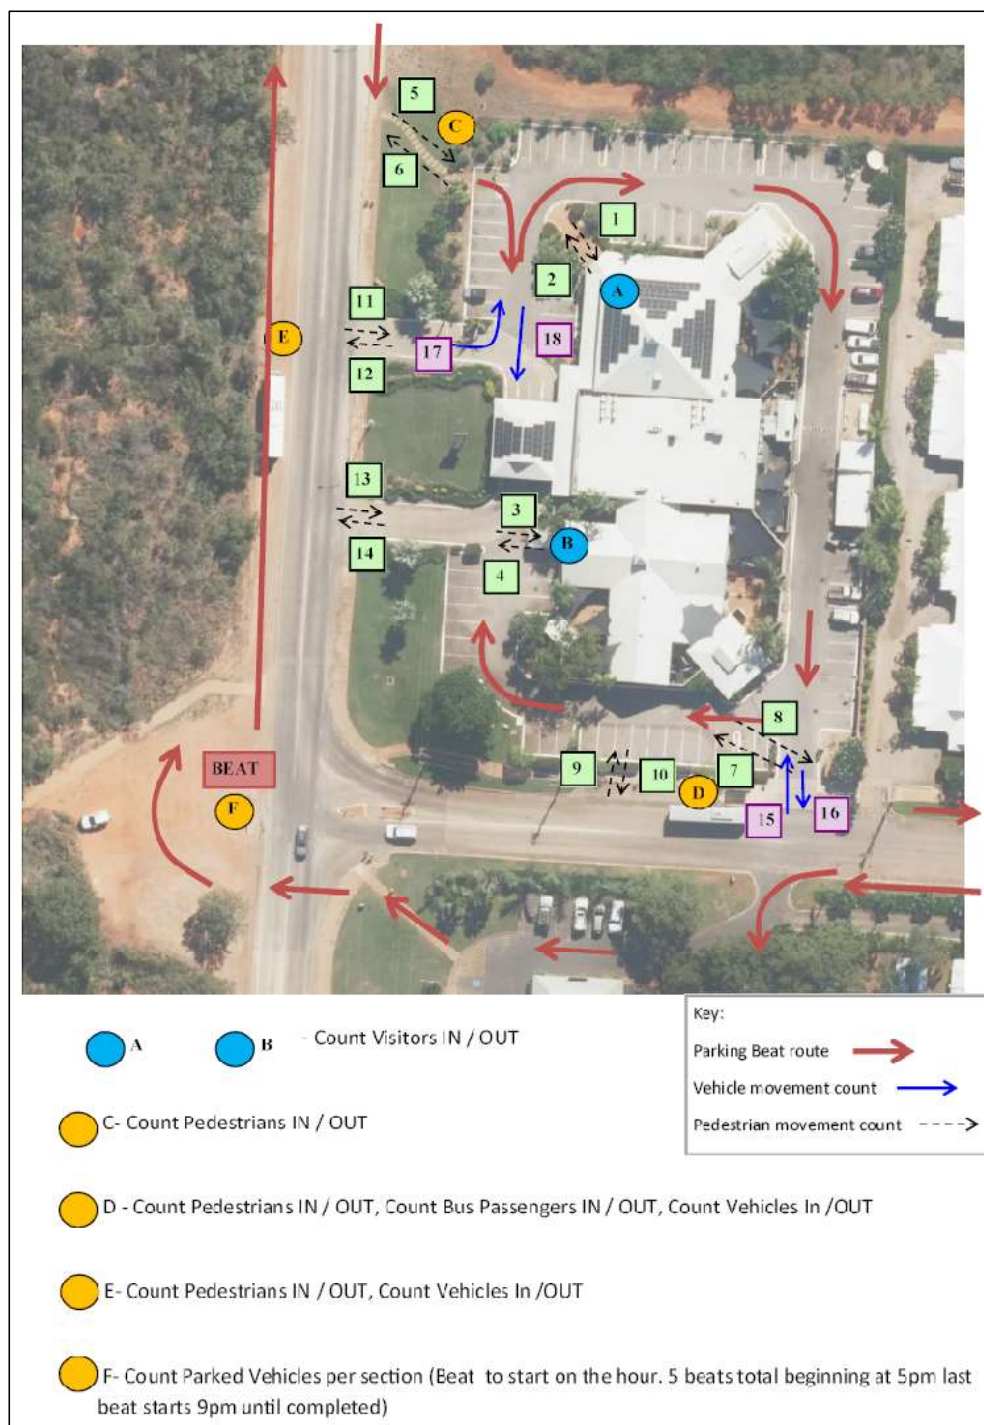 5
C
6
1
2
A
11
E
17
18
12
13
3
B
14
4
8
9
10
7
D
BEAT
F
15
16
A B - Count Visitors IN / OUT
C- Count Pedestrians IN / OUT
D - Count Pedestrians IN / OUT, Count Bus Passengers IN / OUT, Count Vehicles In /OUT
E- Count Pedestrians IN / OUT, Count Vehicles In /OUT
F- Count Parked Vehicles per section (Beat to start on the hour. 5 beats total beginning at 5pm last
beat starts 9pm until completed)
Key:
Parking Beat route
Vehicle movement count
Pedestrian movement count